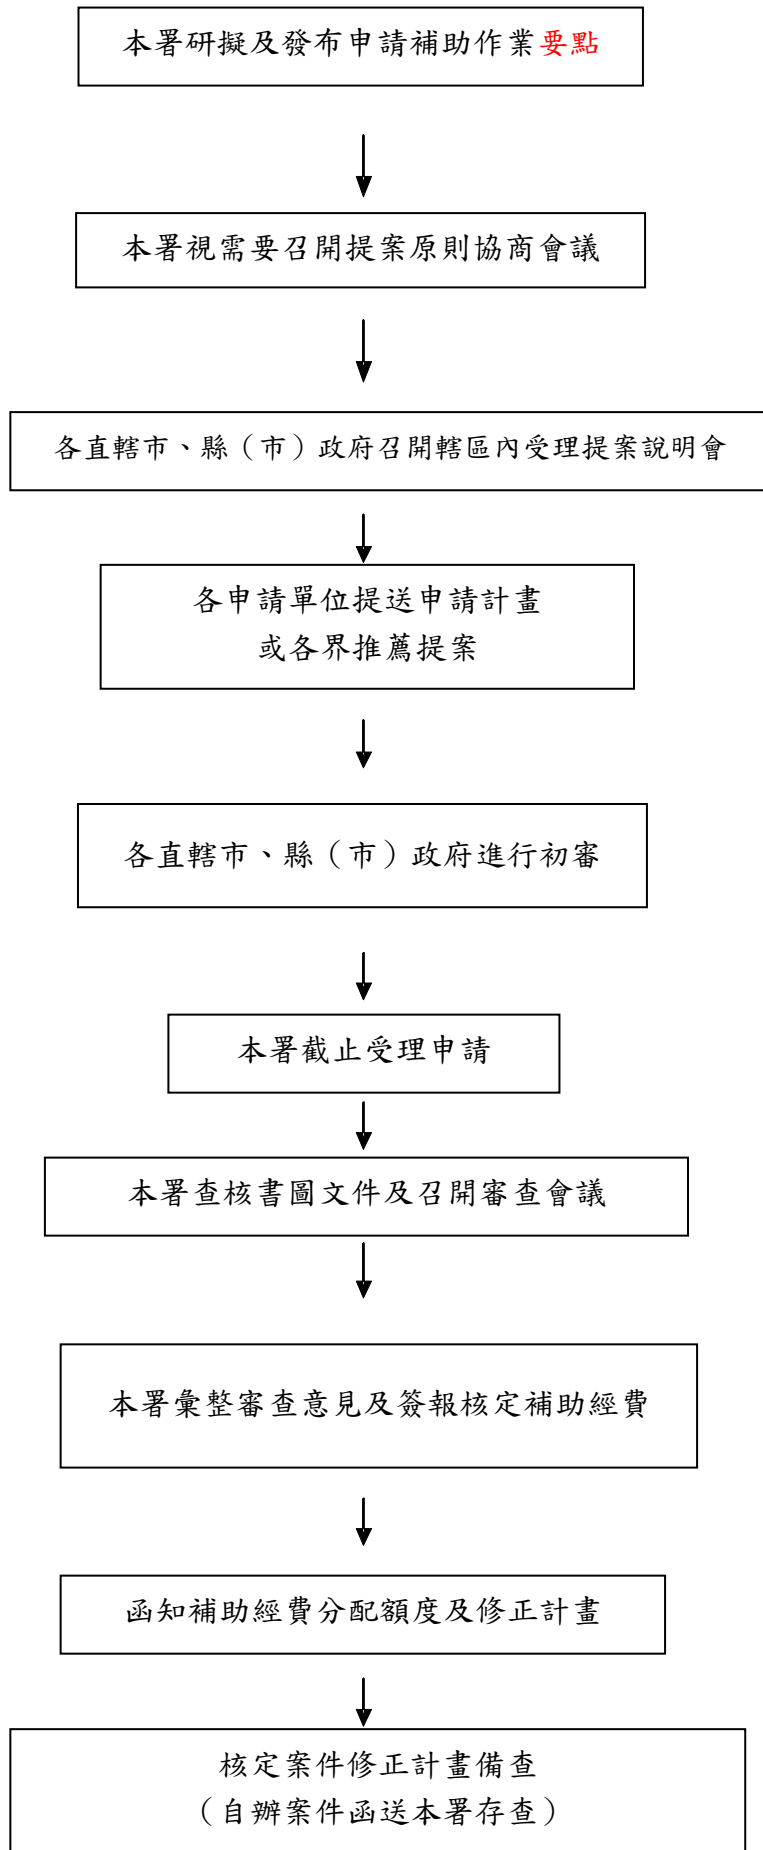 本署研擬及發布申請補助作業要點
本署視需要召開提案原則協商會議
各直轄市、縣（市）政府召開轄區內受理提案說明會
各申請單位提送申請計畫
或各界推薦提案
各直轄市、縣（市）政府進行初審
本署截止受理申請
本署查核書圖文件及召開審查會議
本署彙整審查意見及簽報核定補助經費
函知補助經費分配額度及修正計畫
核定案件修正計畫備查
（自辦案件函送本署存查）